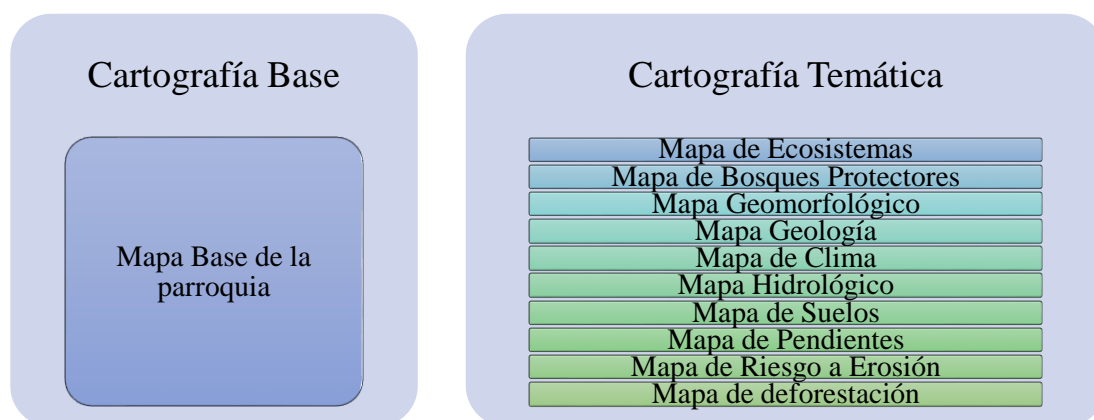 Cartografía Base
Mapa Base de la
parroquia
Cartografía Temática
Mapa de Ecosistemas
Mapa de Bosques Protectores
Mapa Geomorfológico
Mapa Geología
Mapa de Clima
Mapa Hidrológico
Mapa de Suelos
Mapa de Pendientes
Mapa de Riesgo a Erosión
Mapa de deforestación